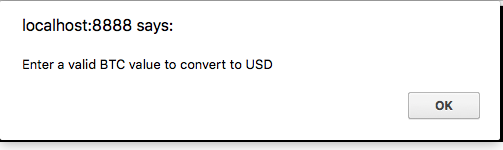 localhost:8888 says:
Enter a valid BTC value to convert to USD
OK